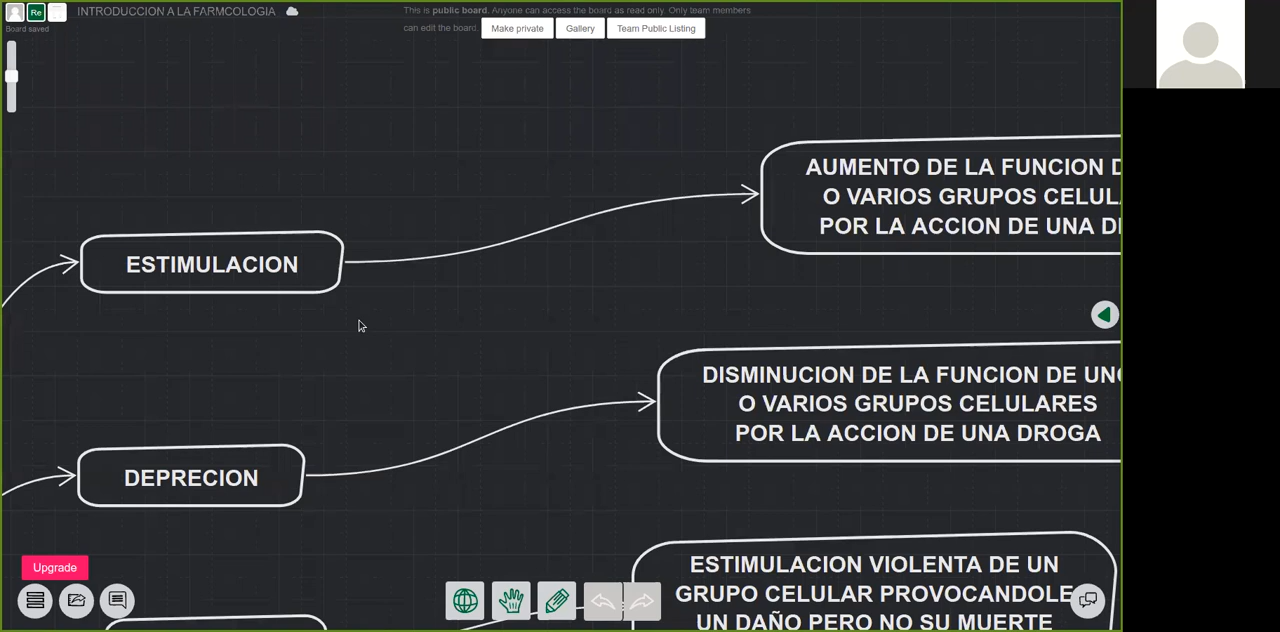 Re
INTRODUCCION A LA FARMCOLOGIA
Board saved
This is public board. Anyone can access the board as read only. Only team members
can edit the board.
Make private
Gallery
Team Public Listing
AUMENTO DE LA FUNCION
O VARIOS GRUPOS
POR LA ACCION DE UNA
ESTIMULACION
DISMINUCION DE LA FUNCION DE
O VARIOS GRUPOS CELULARES
POR LA ACCION DE UNA DROGA
DEPRECION
ESTIMULACION VIOLENTA DE UN
GRUPO CELULAR PROVOCANDOLE
UN DAÑO PERO NO SU MUERTE
Upgrade